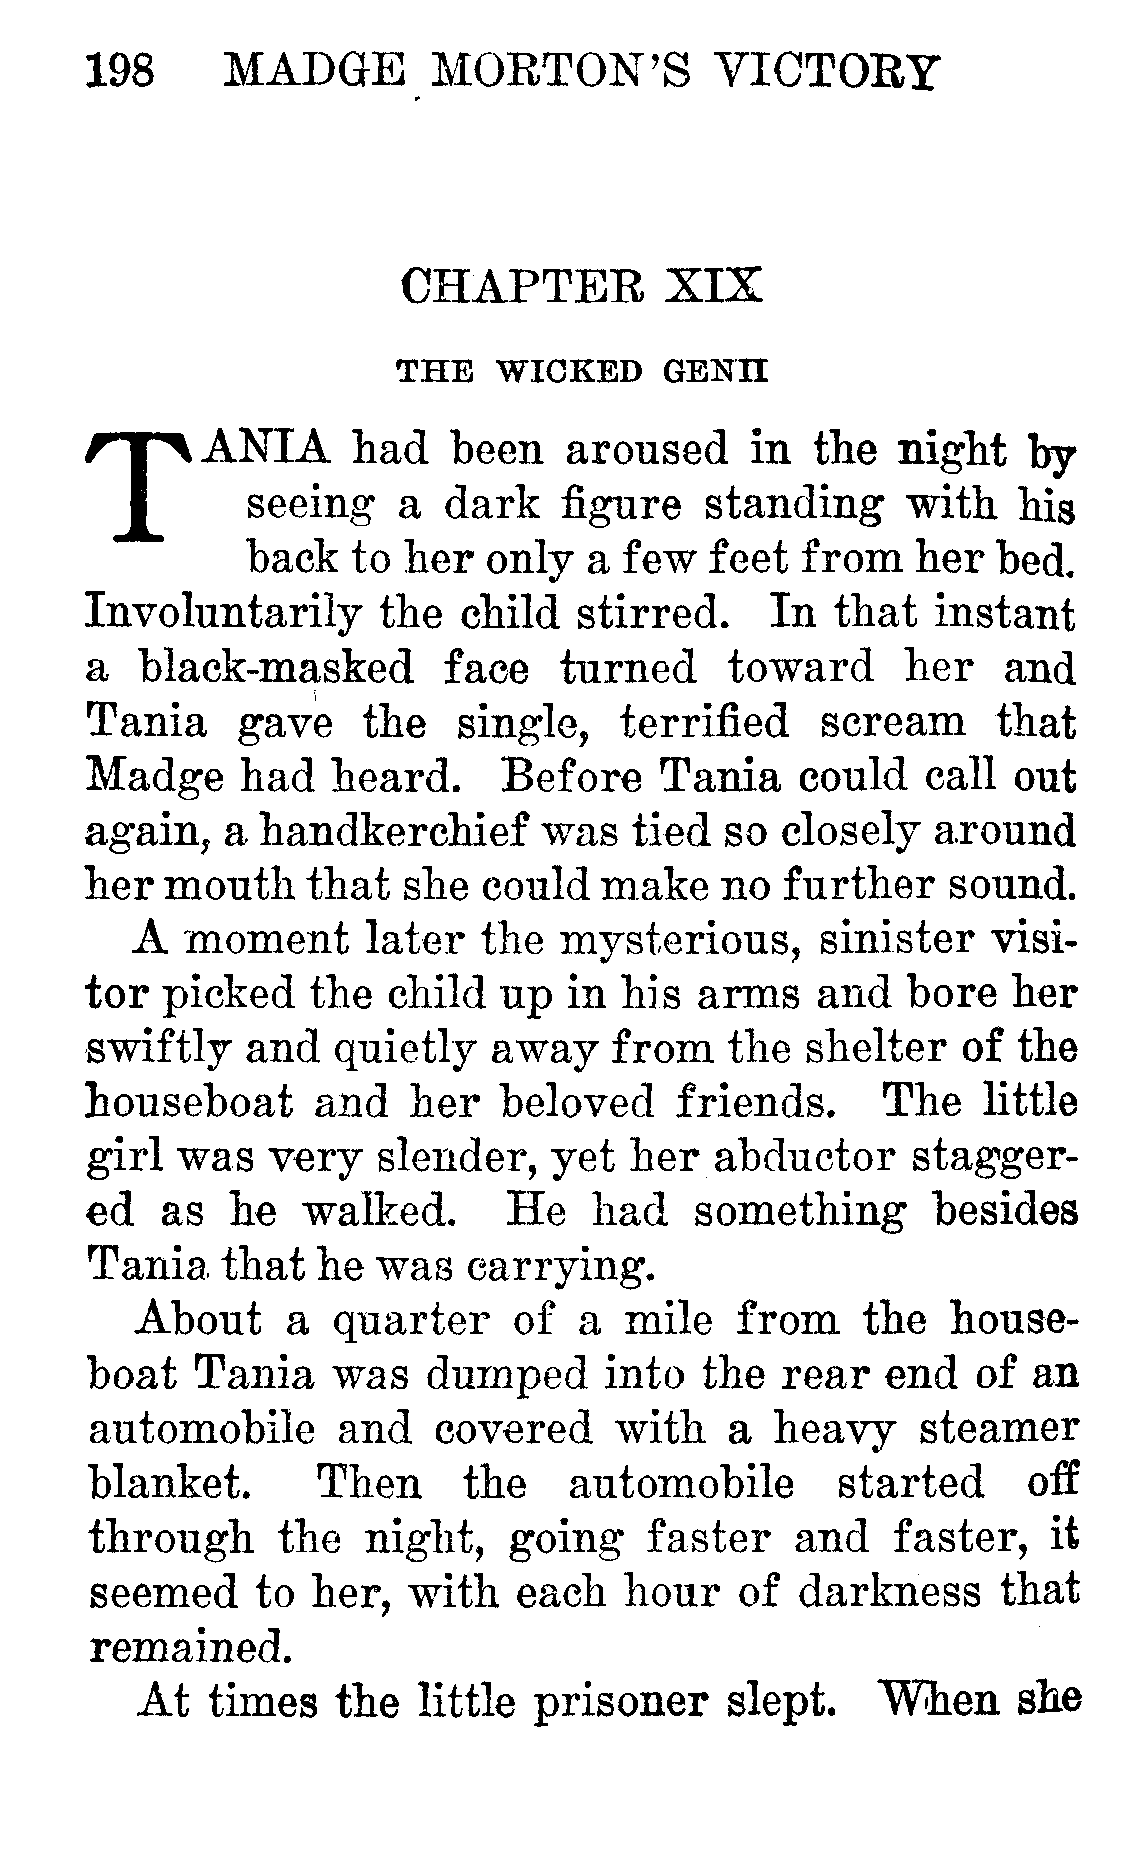 198 MADGE MORTON'S VICTORY
CHAPTER XIX
THE WICKED GENII
TANIA had been aroused in the night by
seeing a dark figure standing with his
back to her only a few feet from her bed.
Involuntarily the child stirred. In that instant
a black-masked face turned toward her and
Tania gave the single, terrified scream that
Madge had heard. Before Tania could call out
again, a handkerchief was tied so closely around
her mouth that she could make no further sound.
A moment later the mysterious, sinister visi-
tor picked the child up in his arms and bore her
swiftly and quietly away from the shelter of the
houseboat and her beloved friends. The little
girl was very slender, yet her abductor stagger-
ed as he walked. He had something besides
Tania that he was carrying.
About a quarter of a mile from the house-
boat Tania was dumped into the rear end of an
automobile and covered with a heavy steamer
blanket. Then the automobile started off
through the night, going faster and faster, it
seemed to her, with each hour of darkness that
remained.
At times the little prisoner slept. When she